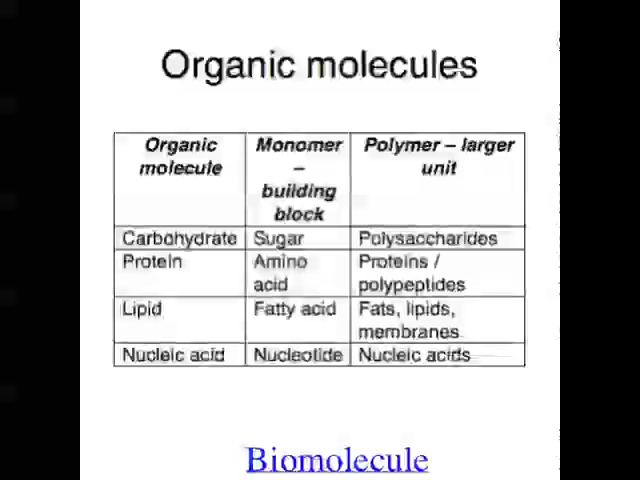 Organic molecules
Organic molecule | Monomer – building block | Polymer – larger unit
Carbohydrate | Sugar | Polysaccharides
Protein | Amino acid | Proteins / polypeptides
Lipid | Fatty acid | Fats, lipids, membranes
Nucleic acid | Nucleotide | Nucleic acids
Biomolecule